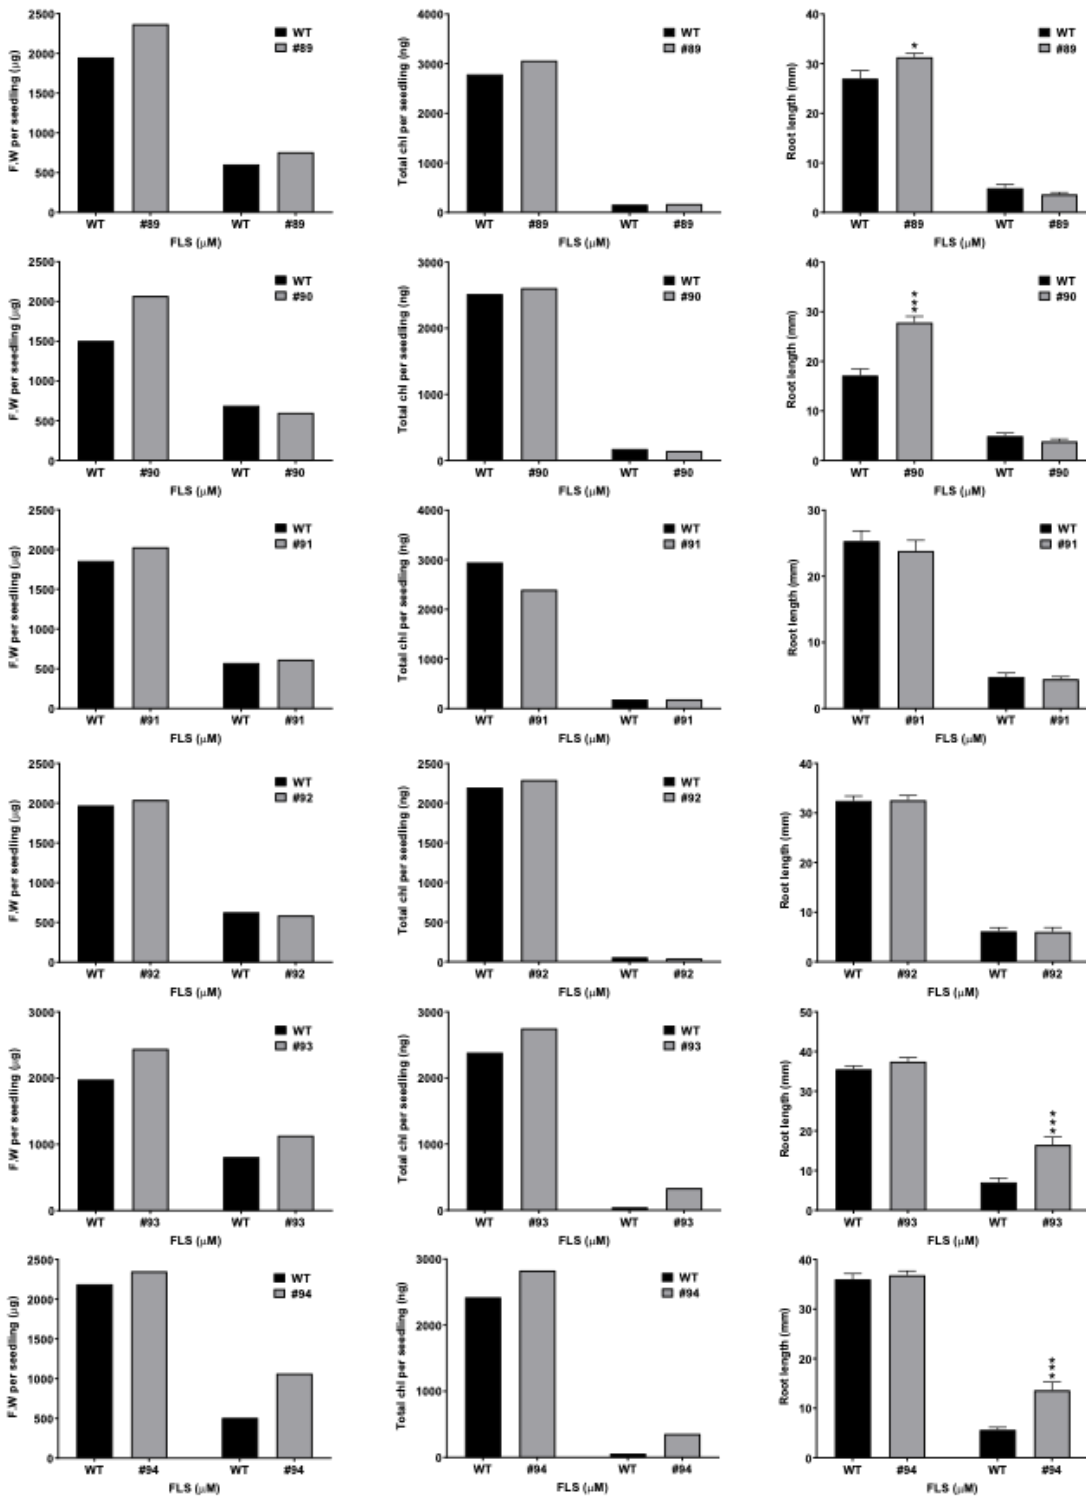 F.W per seedling (µg)
2500
2000
1500
1000
500
0
WT
#89
WT #89 WT #89
FLS (µM)
Total chl per seedling (ng)
4000
3000
2000
1000
0
WT
#89
WT #89 WT #89
FLS (µM)
Root length (mm)
40
30
20
10
0
*
WT
#89
WT #89 WT #89
FLS (µM)
F.W per seedling (µg)
2500
2000
1500
1000
500
0
WT
#90
WT #90 WT #90
FLS (µM)
Total chl per seedling (ng)
3000
2000
1000
0
WT
#90
WT #90 WT #90
FLS (µM)
Root length (mm)
40
30
20
10
0
***
WT
#90
WT #90 WT #90
FLS (µM)
F.W per seedling (µg)
2500
2000
1500
1000
500
0
WT
#91
WT #91 WT #91
FLS (µM)
Total chl per seedling (ng)
4000
3000
2000
1000
0
WT
#91
WT #91 WT #91
FLS (µM)
Root length (mm)
30
20
10
0
WT
#91
WT #91 WT #91
FLS (µM)
F.W per seedling (µg)
2500
2000
1500
1000
500
0
WT
#92
WT #92 WT #92
FLS (µM)
Total chl per seedling (ng)
2500
2000
1500
1000
500
0
WT
#92
WT #92 WT #92
FLS (µM)
Root length (mm)
40
30
20
10
0
WT
#92
WT #92 WT #92
FLS (µM)
F.W per seedling (µg)
3000
2000
1000
0
WT
#93
WT #93 WT #93
FLS (µM)
Total chl per seedling (ng)
3000
2000
1000
0
WT
#93
WT #93 WT #93
FLS (µM)
Root length (mm)
50
40
30
20
10
0
***
WT
#93
WT #93 WT #93
FLS (µM)
F.W per seedling (µg)
2500
2000
1500
1000
500
0
WT
#94
WT #94 WT #94
FLS (µM)
Total chl per seedling (ng)
3000
2000
1000
0
WT
#94
WT #94 WT #94
FLS (µM)
Root length (mm)
40
30
20
10
0
***
WT
#94
WT #94 WT #94
FLS (µM)